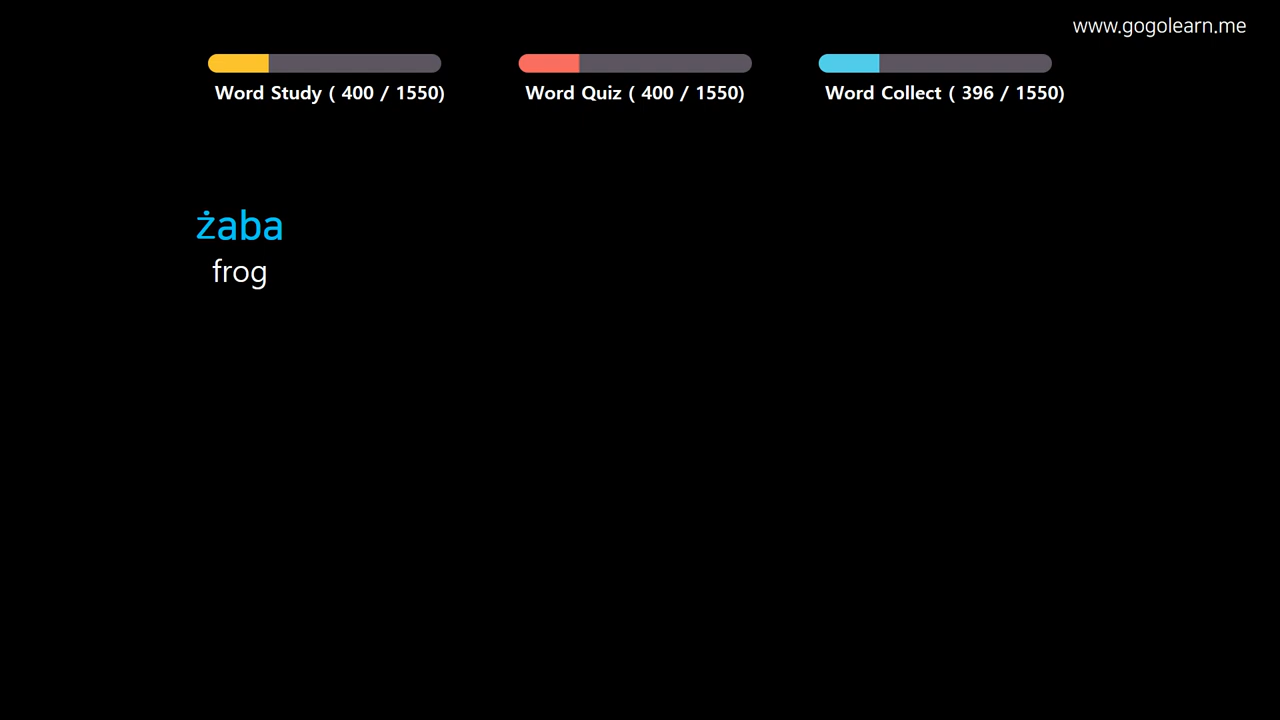 www.gogolearn.me
Word Study ( 400 / 1550)
Word Quiz ( 400 / 1550)
Word Collect ( 396 / 1550)
żaba
frog